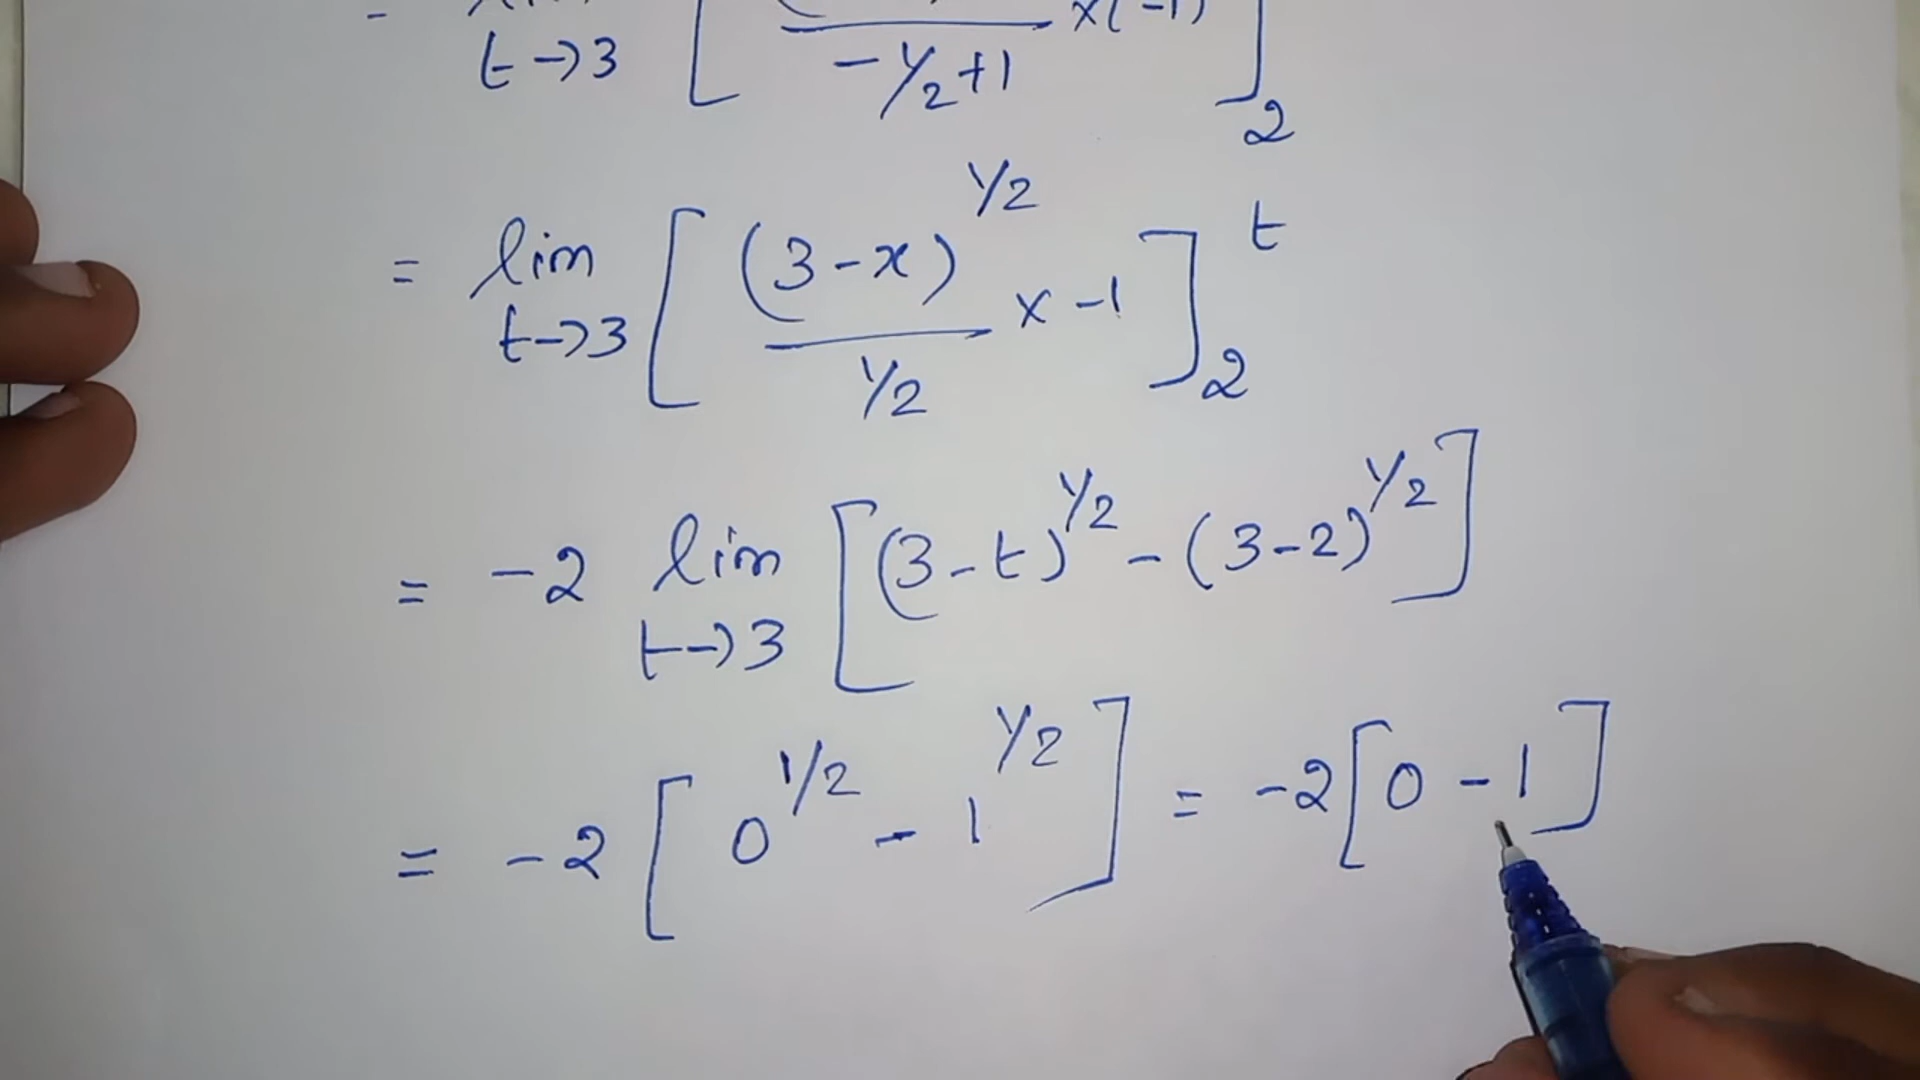 t→3 [ / -1/2+1 x(-1) ]2
= lim t→3 [ (3-x)^1/2 / 1/2 x -1 ]2 t
= -2 lim t→3 [ (3-t)^1/2 - (3-2)^1/2 ]
= -2 [ 0^1/2 - 1^1/2 ] = -2 [ 0 - 1 ]